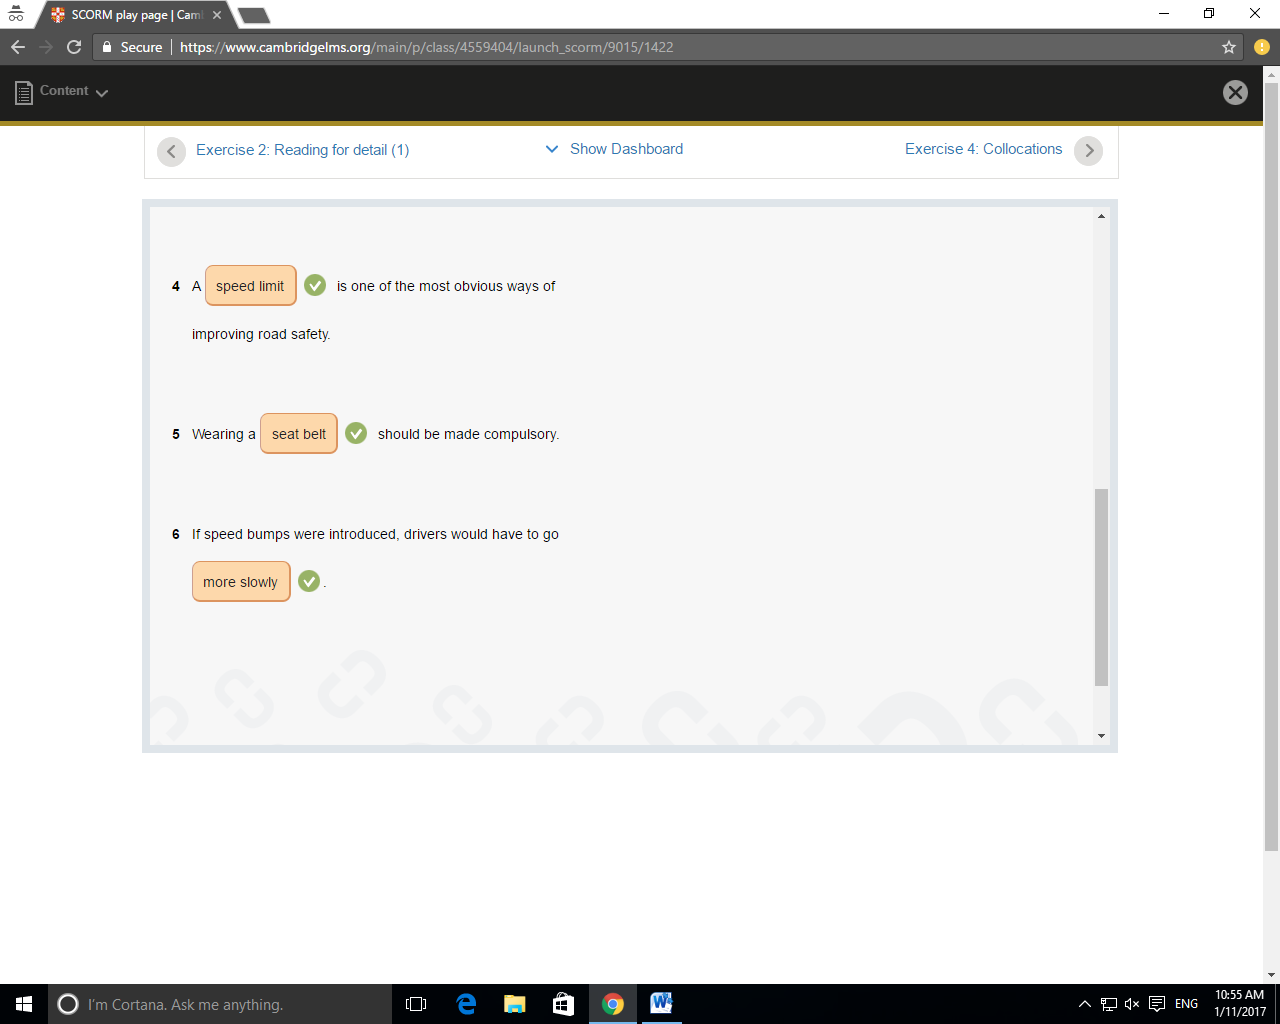 SCORM play page | Cam
Secure | https://www.cambridgelms.org/main/p/class/4559404/launch_scorm/9015/1422
Content
Exercise 2: Reading for detail (1)
Show Dashboard
Exercise 4: Collocations
4 A speed limit is one of the most obvious ways of
improving road safety.
5 Wearing a seat belt should be made compulsory.
6 If speed bumps were introduced, drivers would have to go
more slowly .
I'm Cortana. Ask me anything.
ENG
10:55 AM
1/11/2017